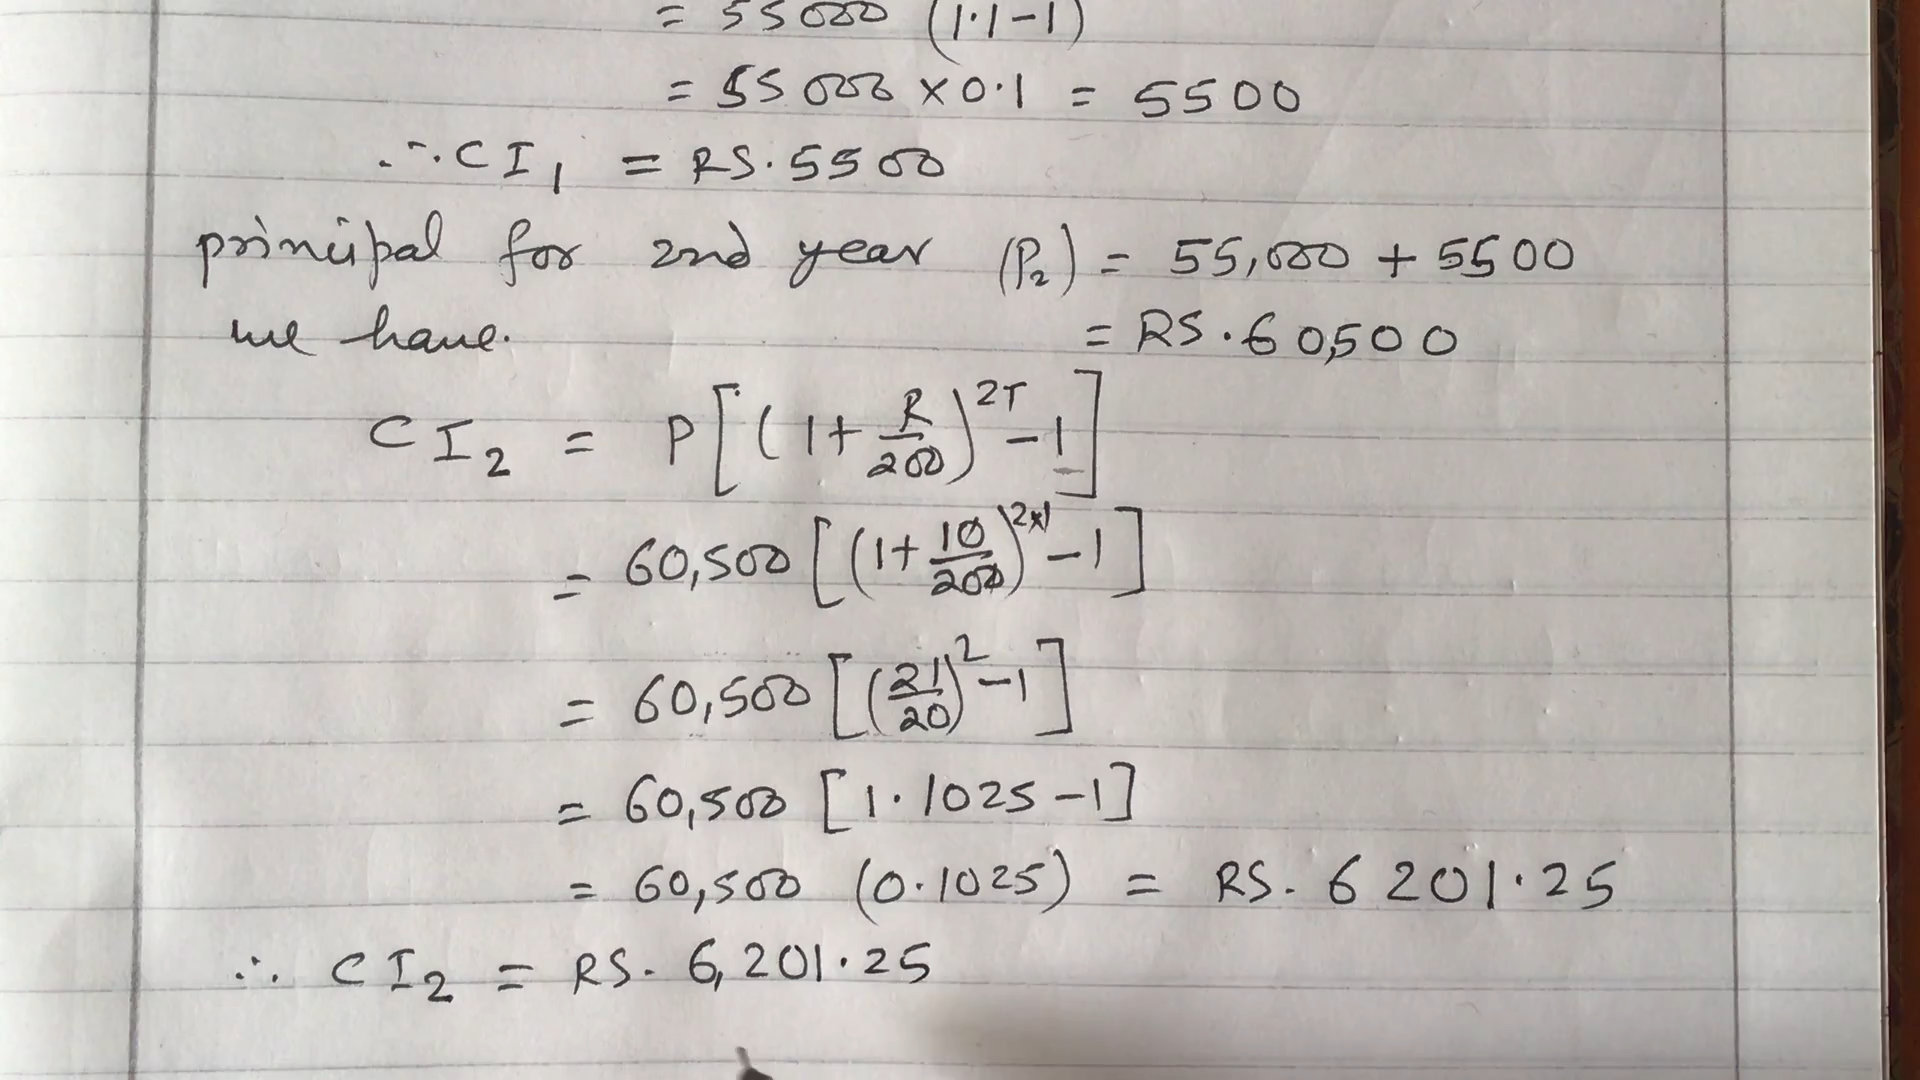 = 55000 (1.1-1)
= 55000 x 0.1 = 5500
∴ CI₁ = RS. 5500
principal for 2nd year (P₂) = 55,000 + 5500
we have. = RS. 60,500
CI₂ = P[(1+R/200)^2T - 1]
= 60,500 [(1+10/200)^2x1 - 1]
= 60,500 [(21/20)^2 - 1]
= 60,500 [1.1025 - 1]
= 60,500 (0.1025) = RS. 6201.25
∴ CI₂ = RS. 6,201.25